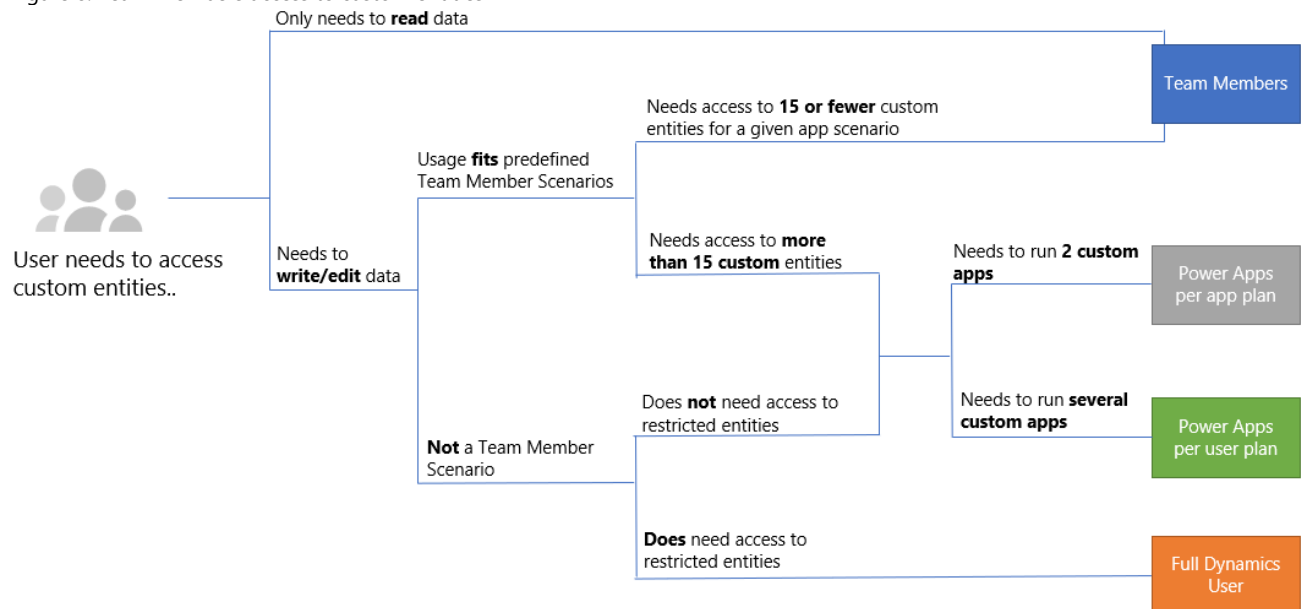 Only needs to read data
Team Members
Needs access to 15 or fewer custom
entities for a given app scenario
Usage fits predefined
Team Member Scenarios
User needs to access
custom entities..
Needs to
write/edit data
Needs access to more
than 15 custom entities
Needs to run 2 custom
apps
Power Apps
per app plan
Does not need access to
restricted entities
Needs to run several
custom apps
Power Apps
per user plan
Not a Team Member
Scenario
Does need access to
restricted entities
Full Dynamics
User